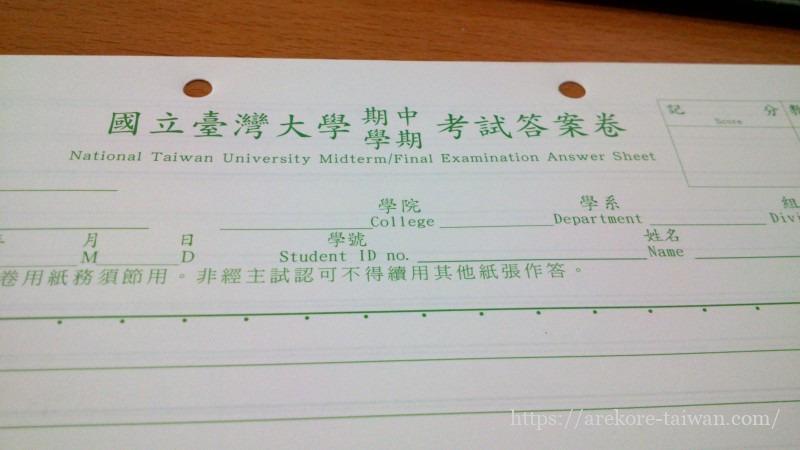 國立臺灣大學 期中 學期 考試答案卷
National Taiwan University Midterm/Final Examination Answer Sheet
記 分
Score
學院 學系 組
College Department Divi
年 月 日 學號 姓名
M D Student ID no. Name
卷用紙務須節用。非經主試認可不得續用其他紙張作答。
https://arekore-taiwan.com/